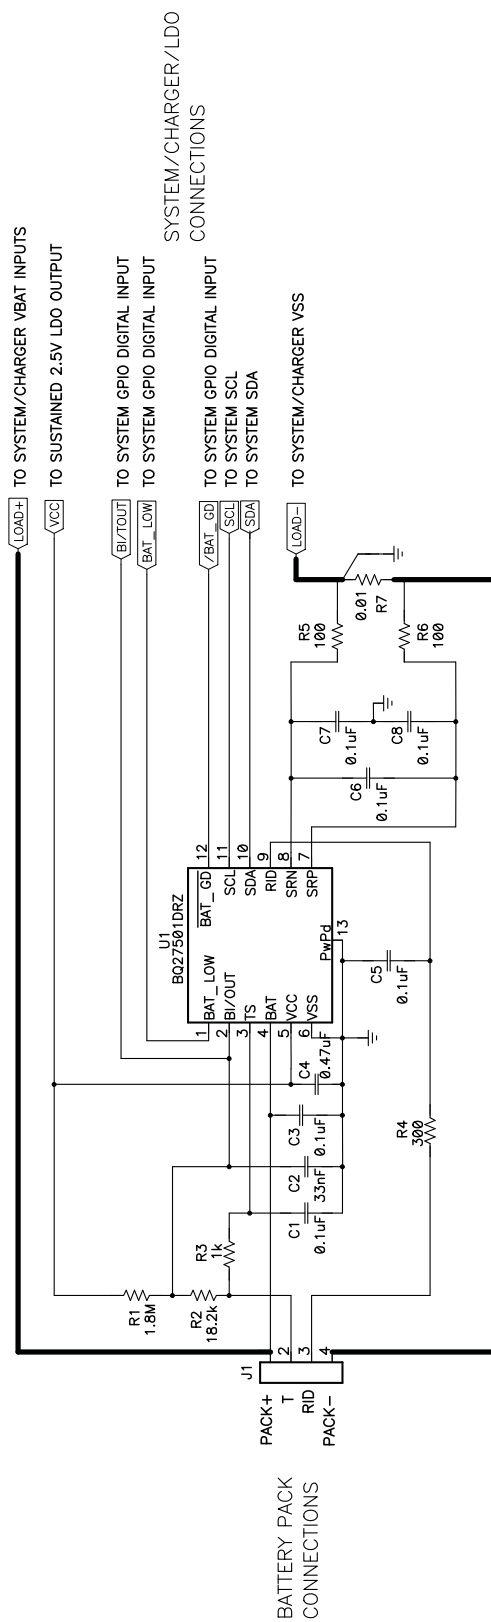 SYSTEM/CHARGER/LDO
CONNECTIONS
LOAD+ TO SYSTEM/CHARGER VBAT INPUTS
VCC TO SUSTAINED 2.5V LDO OUTPUT
BI/TOUT TO SYSTEM GPIO DIGITAL INPUT
BAT_LOW TO SYSTEM GPIO DIGITAL INPUT
/BAT_GD TO SYSTEM GPIO DIGITAL INPUT
SCL TO SYSTEM SCL
SDA TO SYSTEM SDA
LOAD- TO SYSTEM/CHARGER VSS
U1
BQ27501DRZ
1 BAT_LOW
2 BI/OUT
3 TS
4 BAT
5 VCC
6 VSS
BAT_GD 12
SCL 11
SDA 10
RID 9
SRN 8
SRP 7
PwPd 13
R1
1.8M
R2
18.2k
R3
1k
C1
0.1uF
C2
33nF
C3
0.1uF
C4
0.47uF
C5
0.1uF
R4
300
C6
0.1uF
C7
0.1uF
C8
0.1uF
R5
100
R6
100
0.01
R7
J1
PACK+
T 2
RID 3
PACK- 4
BATTERY PACK
CONNECTIONS